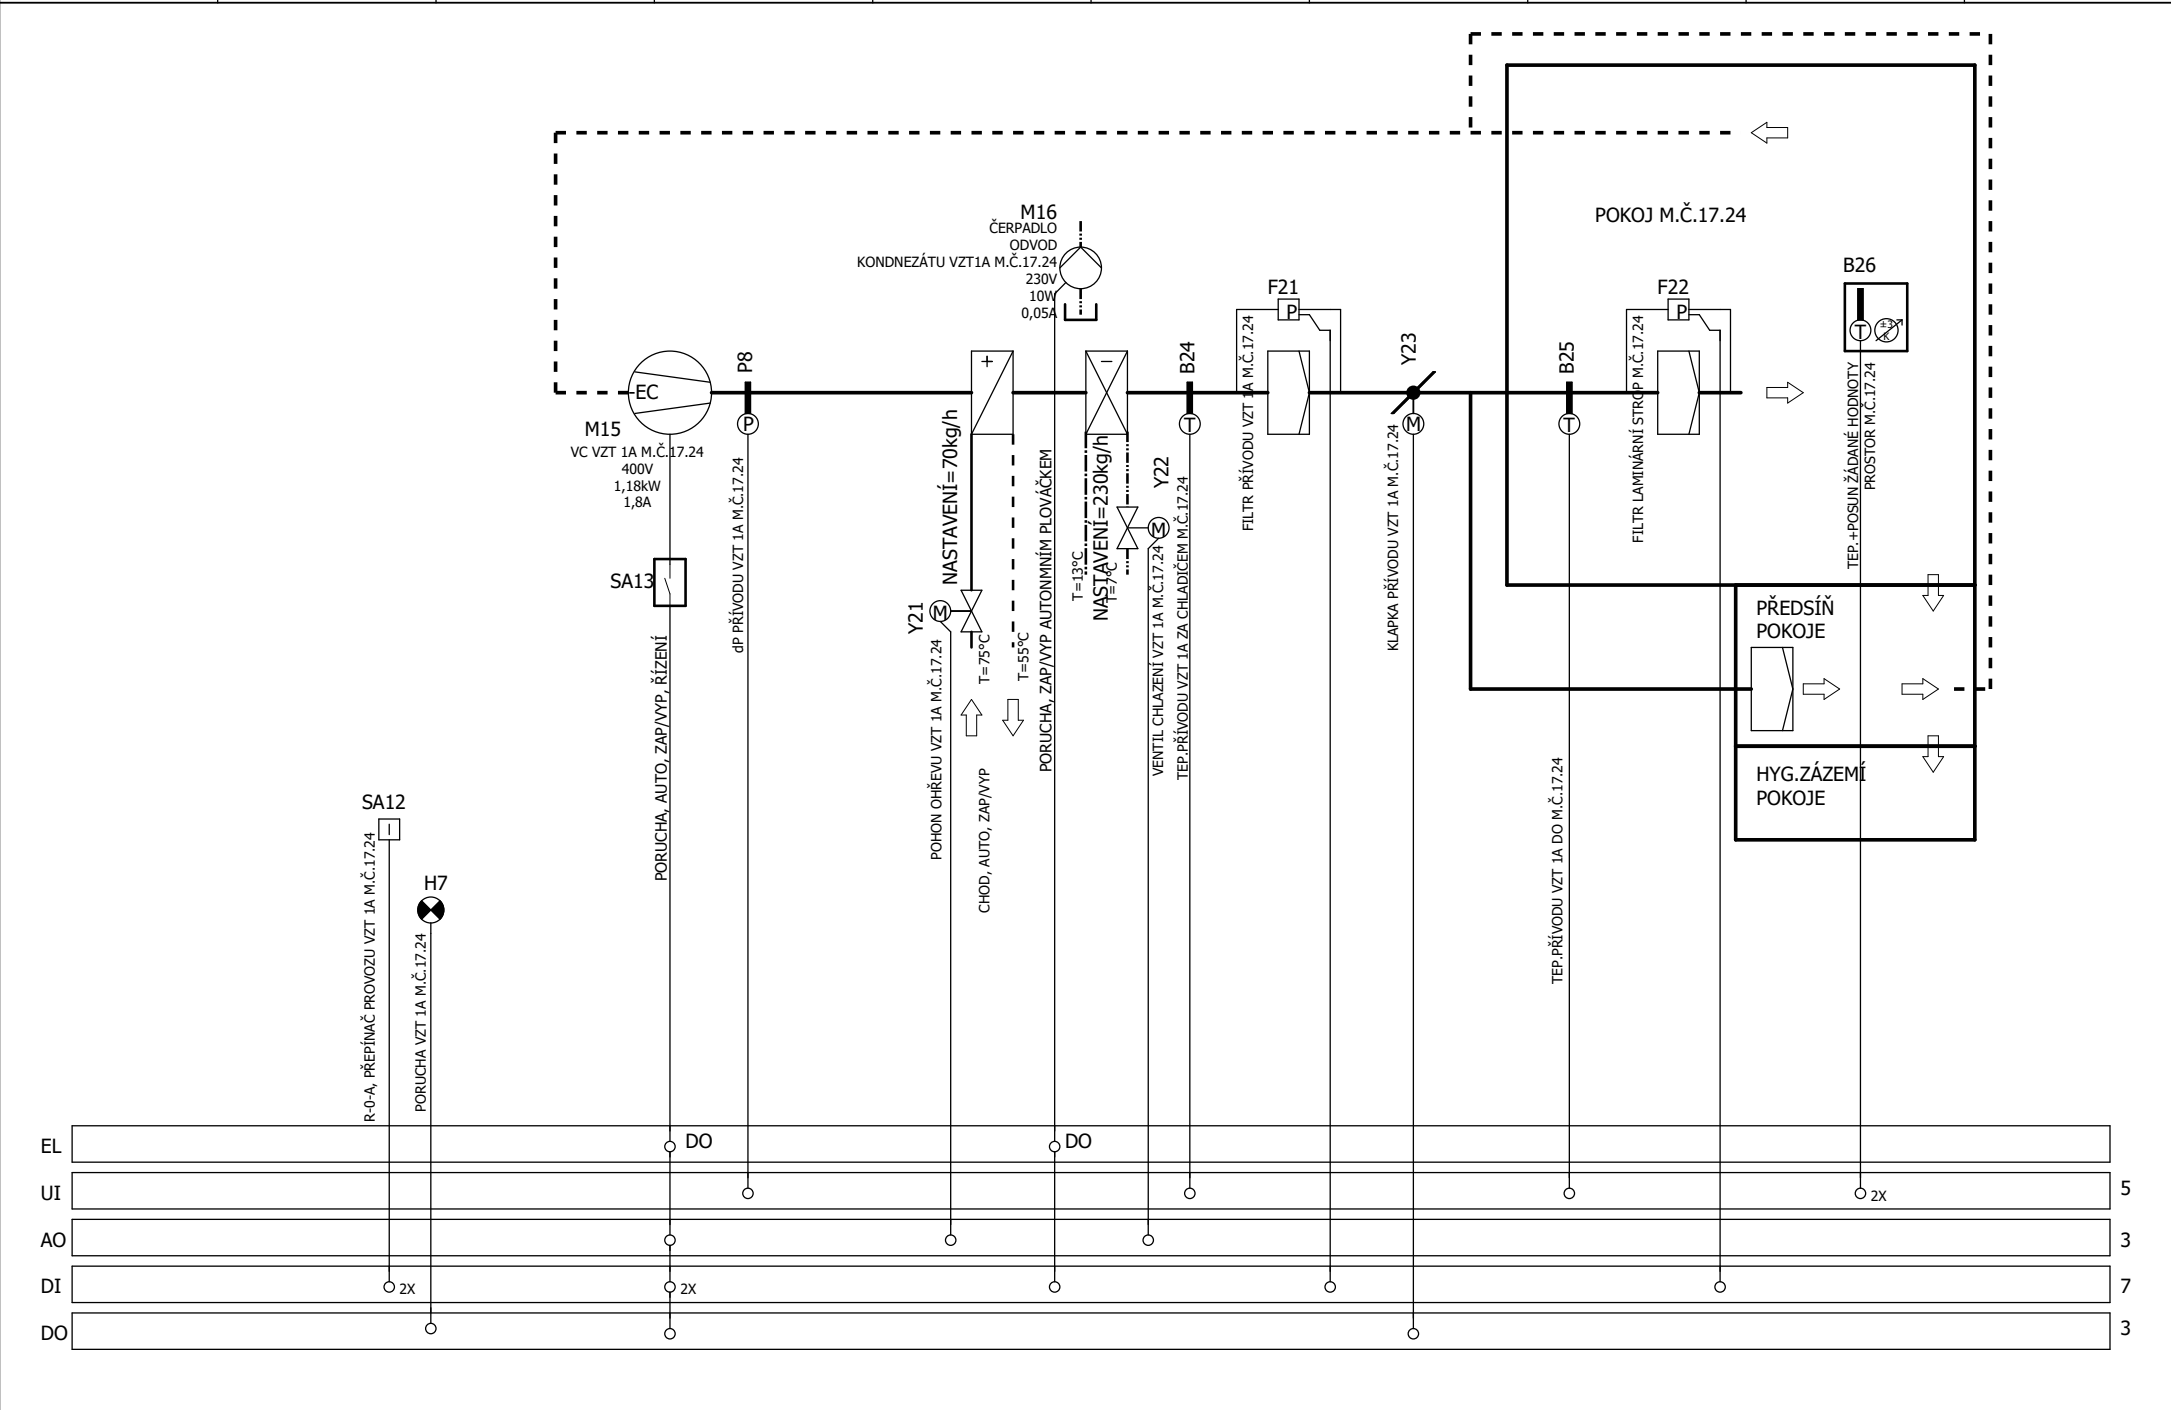 POKOJ M.Č.17.24
M16
ČERPADLO
ODVOD
KONDNEZÁTU VZT1A M.Č.17.24
230V
10W
0,05A
B26
T
±3
K
F21
P
F22
P
EC
M15
VC VZT 1A M.Č.17.24
400V
1,18kW
1,8A
P8
P
+
−
B24
T
Y23
M
B25
T
SA13
NASTAVENÍ=70kg/h
NASTAVENÍ=230kg/h
Y21
M
Y22
M
T=75°C
T=55°C
T=13°C
T=7°C
dP PŘÍVODU VZT 1A M.Č.17.24
PORUCHA, AUTO, ZAP/VYP, ŘÍZENÍ
POHON OHŘEVU VZT 1A M.Č.17.24
CHOD, AUTO, ZAP/VYP
PORUCHA, ZAP/VYP AUTONMNÍM PLOVÁČKEM
VENTIL CHLAZENÍ VZT 1A M.Č.17.24
TEP.PŘÍVODU VZT 1A ZA CHLADIČEM M.Č.17.24
FILTR PŘÍVODU VZT 1A M.Č.17.24
KLAPKA PŘÍVODU VZT 1A M.Č.17.24
TEP.PŘÍVODU VZT 1A DO M.Č.17.24
FILTR LAMINÁRNÍ STROP M.Č.17.24
TEP.+POSUN ŽÁDANÉ HODNOTY
PROSTOR M.Č.17.24
PŘEDSÍŇ
POKOJE
HYG.ZÁZEMÍ
POKOJE
SA12
R-0-A, PŘEPÍNAČ PROVOZU VZT 1A M.Č.17.24
H7
PORUCHA VZT 1A M.Č.17.24
EL DO DO
UI 2X 5
AO 3
DI 2X 2X 7
DO 3